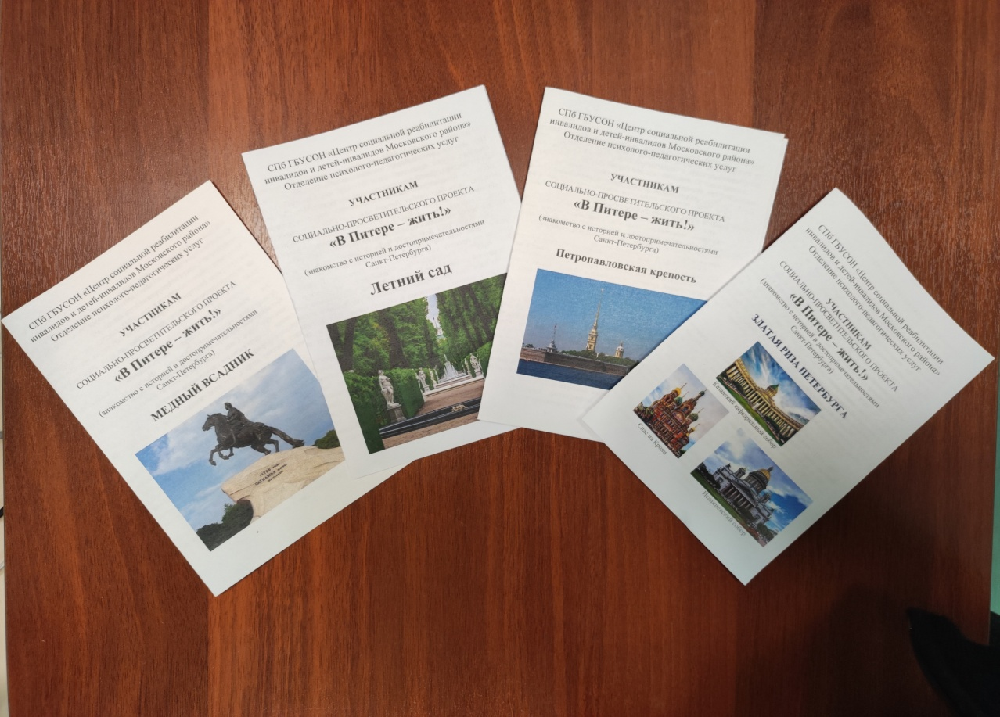 СПб ГБУСОН «Центр социальной реабилитации
инвалидов и детей-инвалидов Московского района»
Отделение психолого-педагогических услуг
УЧАСТНИКАМ
СОЦИАЛЬНО-ПРОСВЕТИТЕЛЬСКОГО ПРОЕКТА
«В Питере – жить!»
(знакомство с историей и достопримечательностями
Санкт-Петербурга)
МЕДНЫЙ ВСАДНИК
СПб ГБУСОН «Центр социальной реабилитации
инвалидов и детей-инвалидов Московского района»
Отделение психолого-педагогических услуг
УЧАСТНИКАМ
СОЦИАЛЬНО-ПРОСВЕТИТЕЛЬСКОГО ПРОЕКТА
«В Питере – жить!»
(знакомство с историей и достопримечательностями
Санкт-Петербурга)
Летний сад
СПб ГБУСОН «Центр социальной реабилитации
инвалидов и детей-инвалидов Московского района»
Отделение психолого-педагогических услуг
УЧАСТНИКАМ
СОЦИАЛЬНО-ПРОСВЕТИТЕЛЬСКОГО ПРОЕКТА
«В Питере – жить!»
(знакомство с историей и достопримечательностями
Санкт-Петербурга)
Петропавловская крепость
СПб ГБУСОН «Центр социальной реабилитации
инвалидов и детей-инвалидов Московского района»
Отделение психолого-педагогических услуг
УЧАСТНИКАМ
СОЦИАЛЬНО-ПРОСВЕТИТЕЛЬСКОГО ПРОЕКТА
«В Питере – жить!»
(знакомство с историей и достопримечательностями
Санкт-Петербурга)
ЗЛАТАЯ РИЗА ПЕТЕРБУРГА
Казанский кафедральный собор
Спас на Крови
Исаакиевский собор